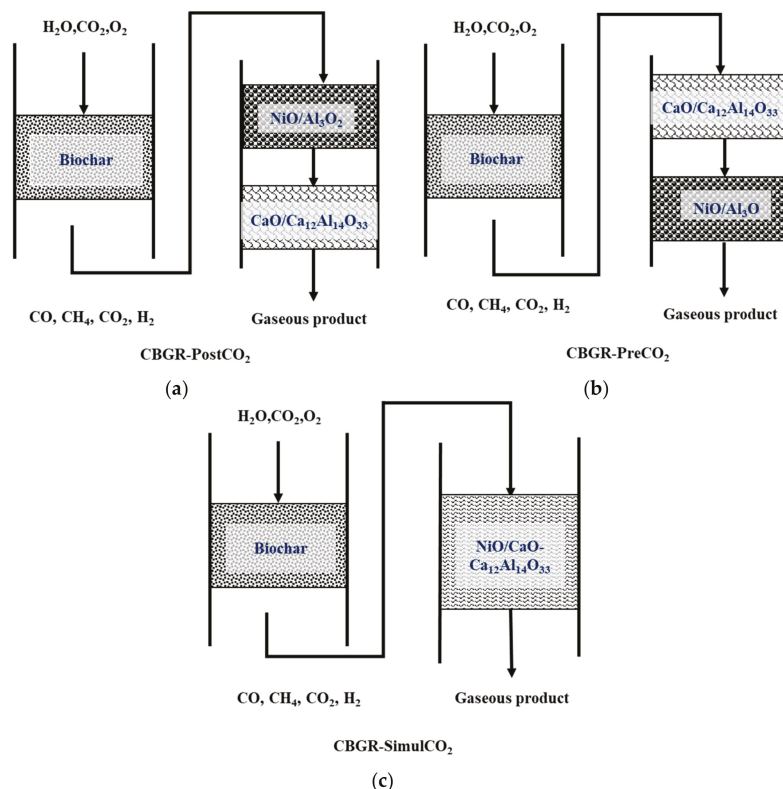 H₂O,CO₂,O₂
Biochar
CO, CH₄, CO₂, H₂
NiO/Al₃O₂
CaO/Ca₁₂Al₁₄O₃₃
Gaseous product
CBGR-PostCO₂
(a)
H₂O,CO₂,O₂
Biochar
CO, CH₄, CO₂, H₂
CaO/Ca₁₂Al₁₄O₃₃
NiO/Al₃O
Gaseous product
CBGR-PreCO₂
(b)
H₂O,CO₂,O₂
Biochar
CO, CH₄, CO₂, H₂
NiO/CaO-
Ca₁₂Al₁₄O₃₃
Gaseous product
CBGR-SimulCO₂
(c)